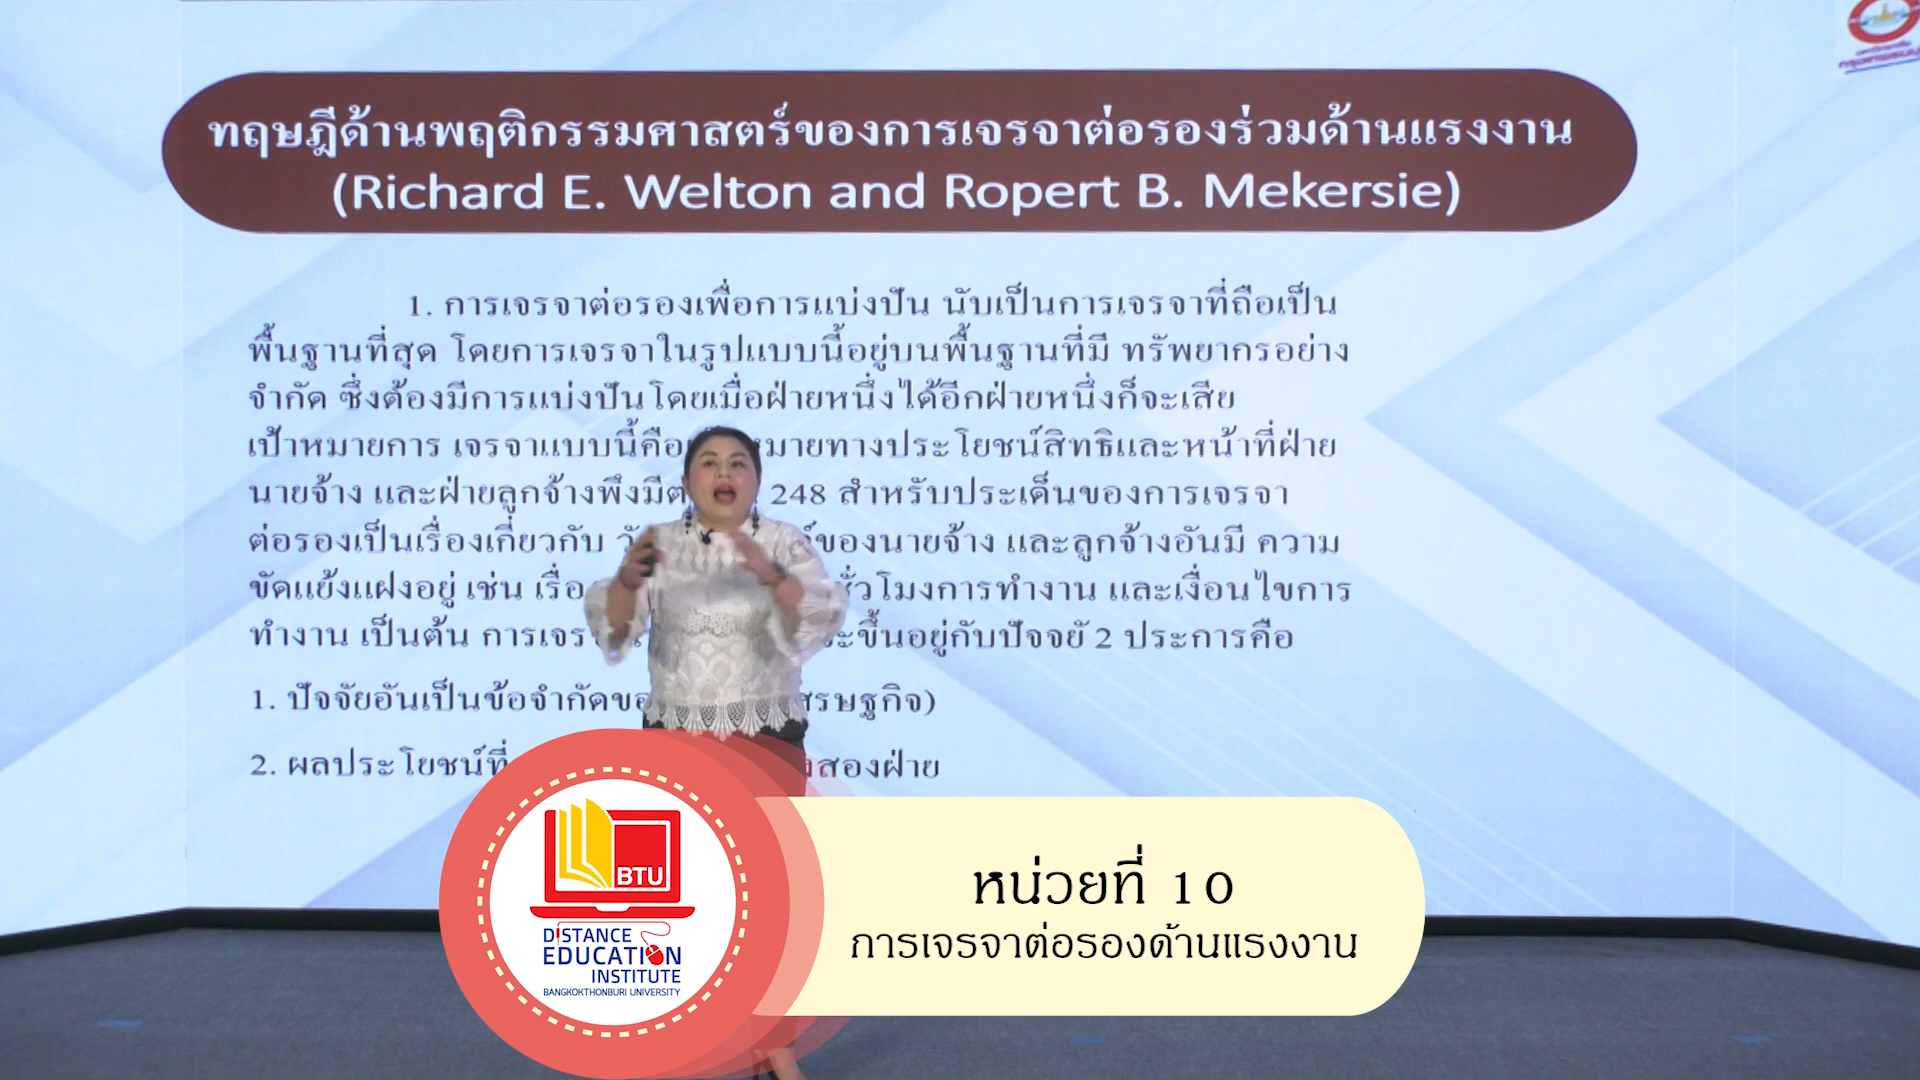 ทฤษฎีด้านพฤติกรรมศาสตร์ของการเจรจาต่อรองร่วมด้านแรงงาน
(Richard E. Welton and Ropert B. Mekersie)
1. การเจรจาต่อรองเพื่อการแบ่งปัน นับเป็นการเจรจาที่ถือเป็น
พื้นฐานที่สุด โดยการเจรจาในรูปแบบนี้อยู่บนพื้นฐานที่มี ทรัพยากรอย่าง
จำกัด ซึ่งต้องมีการแบ่งปันโดยเมื่อฝ่ายหนึ่งได้อีกฝ่ายหนึ่งก็จะเสีย
เป้าหมายการ เจรจาแบบนี้คือ หมายทางประโยชน์สิทธิและหน้าที่ฝ่าย
นายจ้าง และฝ่ายลูกจ้างพึงมี 248 สำหรับประเด็นของการเจรจา
ต่อรองเป็นเรื่องเกี่ยวกับ ของนายจ้าง และลูกจ้างอันมี ความ
ขัดแย้งแฝงอยู่ เช่น เรื่อ ชั่วโมงการทำงาน และเงื่อนไขการ
ทำงาน เป็นต้น การเจร ะขึ้นอยู่กับปัจจยั 2 ประการคือ
1. ปัจจัยอันเป็นข้อจำกัดข ศรษฐกิจ)
2. ผลประโยชน์ที่ สองฝ่าย
BTU
DISTANCE
EDUCATION
INSTITUTE
BANGKOKTHONBURI UNIVERSITY
หน่วยที่ 10
การเจรจาต่อรองด้านแรงงาน